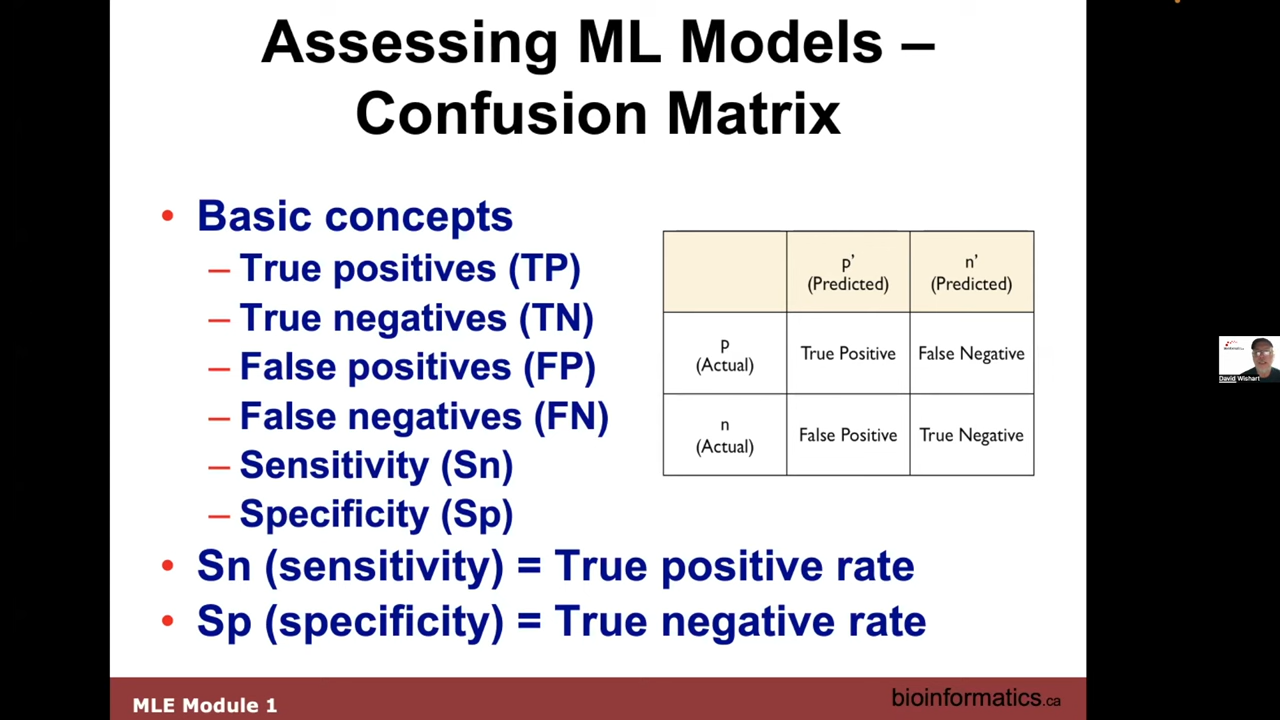 Assessing ML Models –
Confusion Matrix
• Basic concepts
– True positives (TP)
– True negatives (TN)
– False positives (FP)
– False negatives (FN)
– Sensitivity (Sn)
– Specificity (Sp)
• Sn (sensitivity) = True positive rate
• Sp (specificity) = True negative rate
p’ (Predicted) n’ (Predicted)
p (Actual) True Positive False Negative
n (Actual) False Positive True Negative
David Wishart
MLE Module 1
bioinformatics.ca